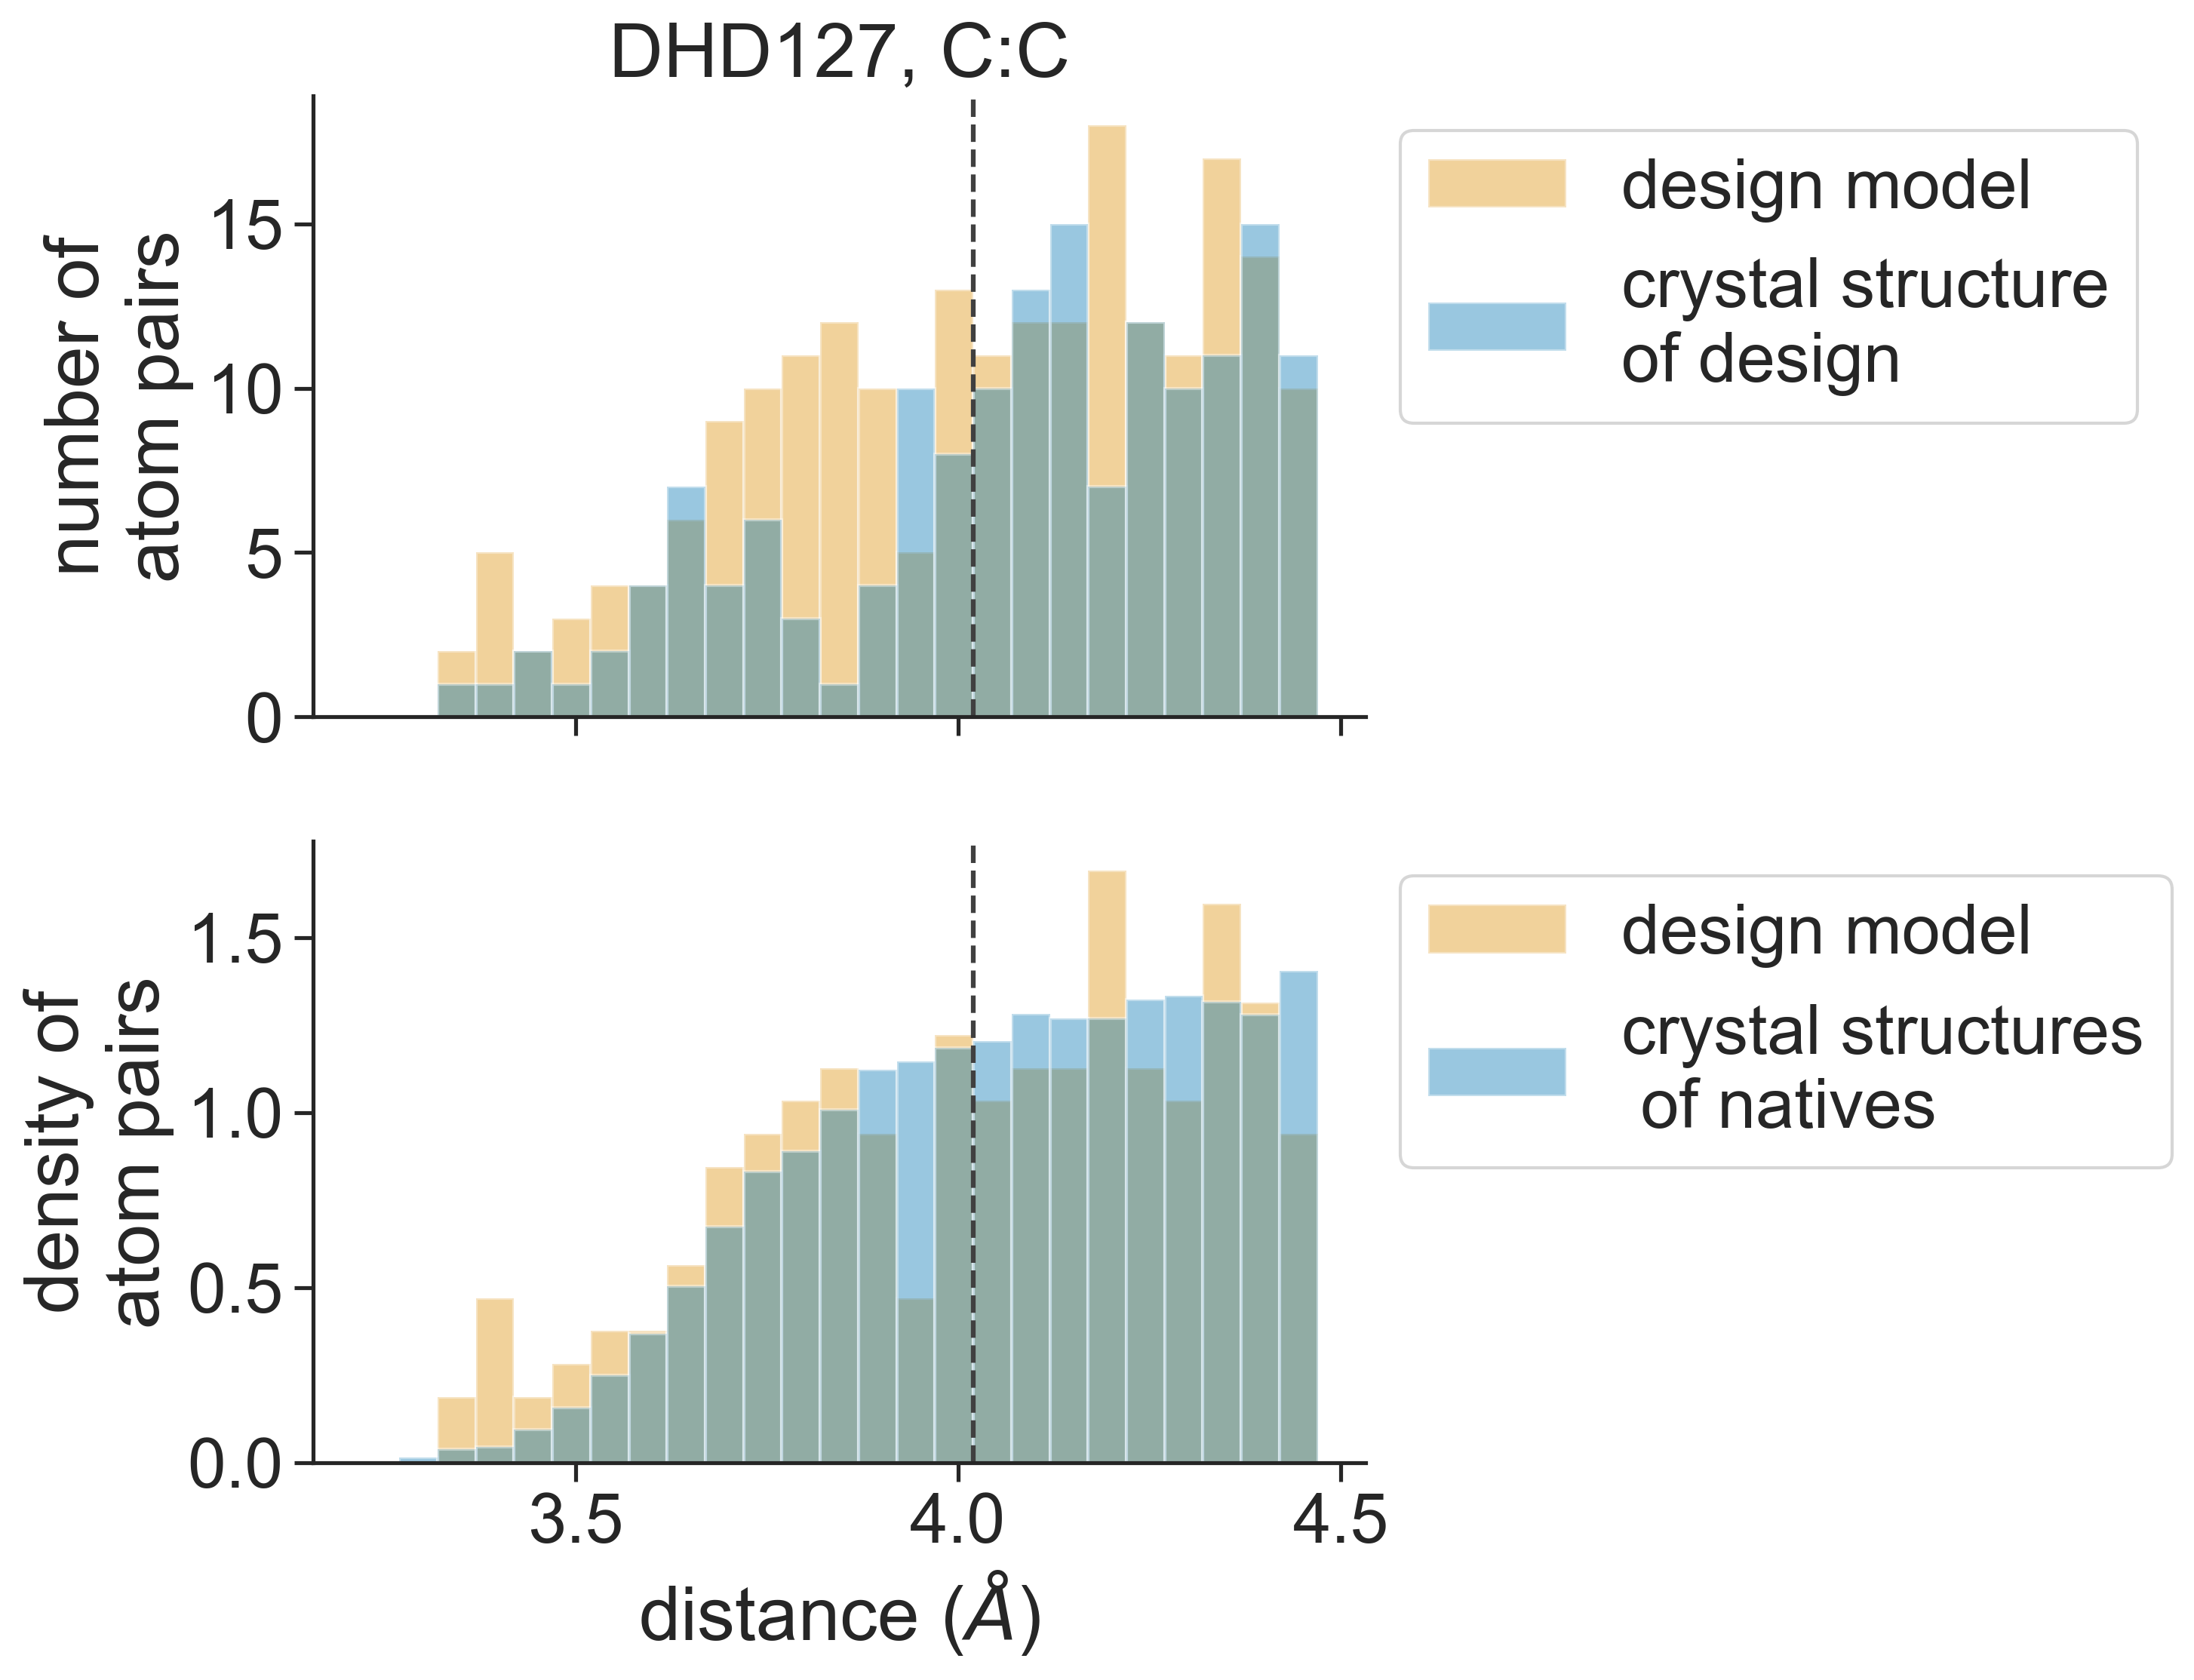 DHD127, C:C
number of
atom pairs
15
10
5
0
design model
crystal structure
of design
density of
atom pairs
1.5
1.0
0.5
0.0
design model
crystal structures
of natives
3.5 4.0 4.5
distance (Å)